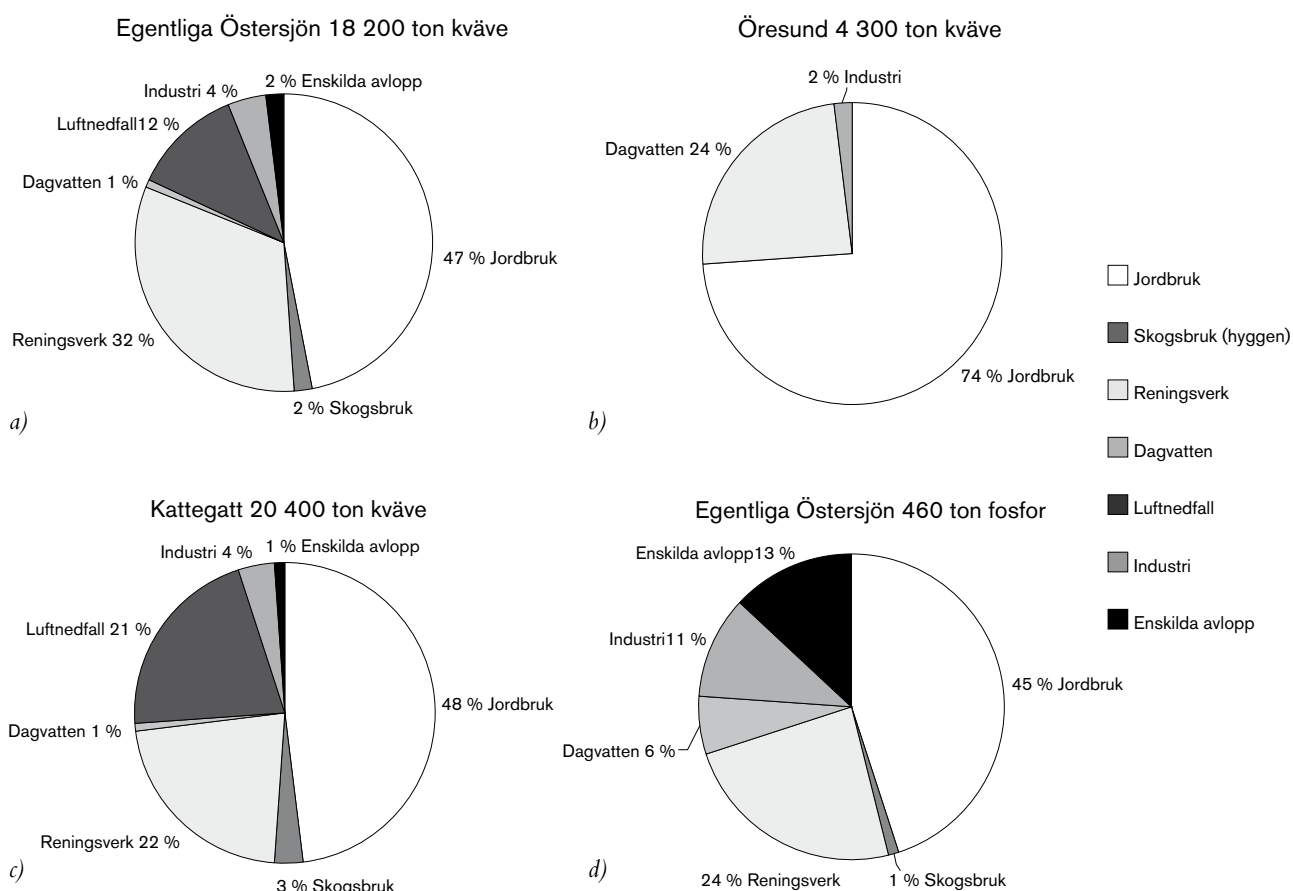 a)
Egentliga Östersjön 18 200 ton kväve
2 % Enskilda avlopp
Industri 4 %
Luftnedfall12 %
Dagvatten 1 %
47 % Jordbruk
Reningsverk 32 %
2 % Skogsbruk
b)
Öresund 4 300 ton kväve
2 % Industri
Dagvatten 24 %
74 % Jordbruk
Jordbruk
Skogsbruk (hyggen)
Reningsverk
Dagvatten
Luftnedfall
Industri
Enskilda avlopp
c)
Kattegatt 20 400 ton kväve
1 % Enskilda avlopp
Industri 4 %
Luftnedfall 21 %
48 % Jordbruk
Dagvatten 1 %
Reningsverk 22 %
3 % Skogsbruk
d)
Egentliga Östersjön 460 ton fosfor
Enskilda avlopp13 %
Industri11 %
45 % Jordbruk
Dagvatten 6 %
24 % Reningsverk
1 % Skogsbruk